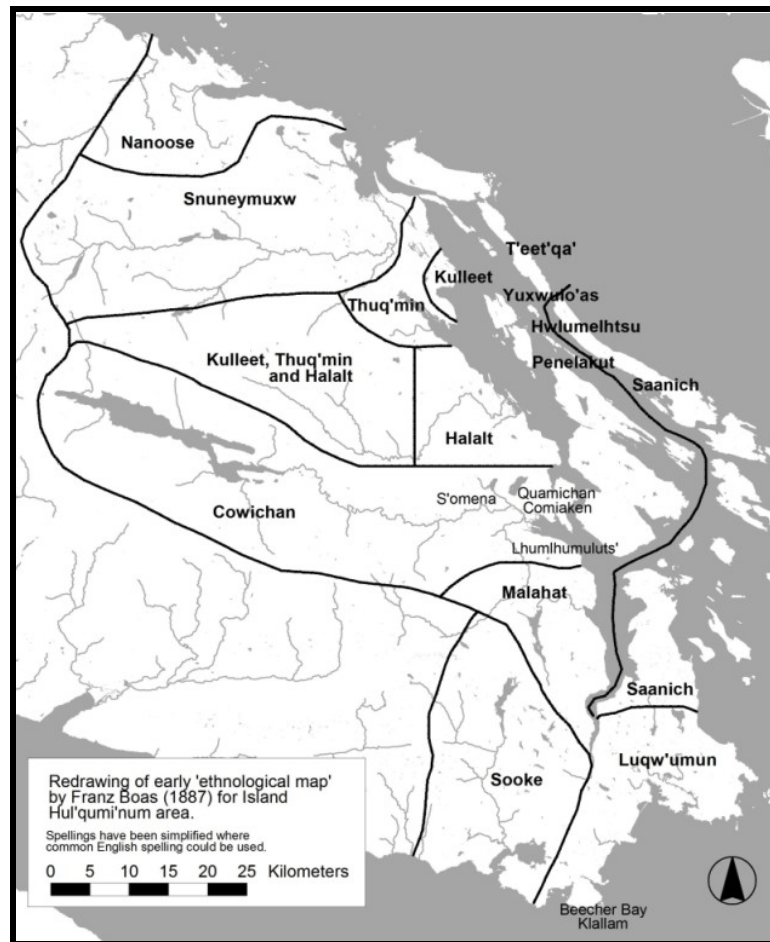 Nanoose
Snuneymuxw
T'eet'qa'
Kulleet
Yuxwulo'as
Thuq'min
Hwlumelhtsu
Kulleet, Thuq'min
and Halalt
Penelakut
Saanich
Halalt
S'omena
Quamichan
Comiaken
Cowichan
Lhumlhumuluts'
Malahat
Saanich
Luqw'umun
Sooke
Redrawing of early 'ethnological map'
by Franz Boas (1887) for Island
Hul'qumi'num area.
Spellings have been simplified where
common English spelling could be used.
0 5 10 15 20 25 Kilometers
Beecher Bay
Klallam